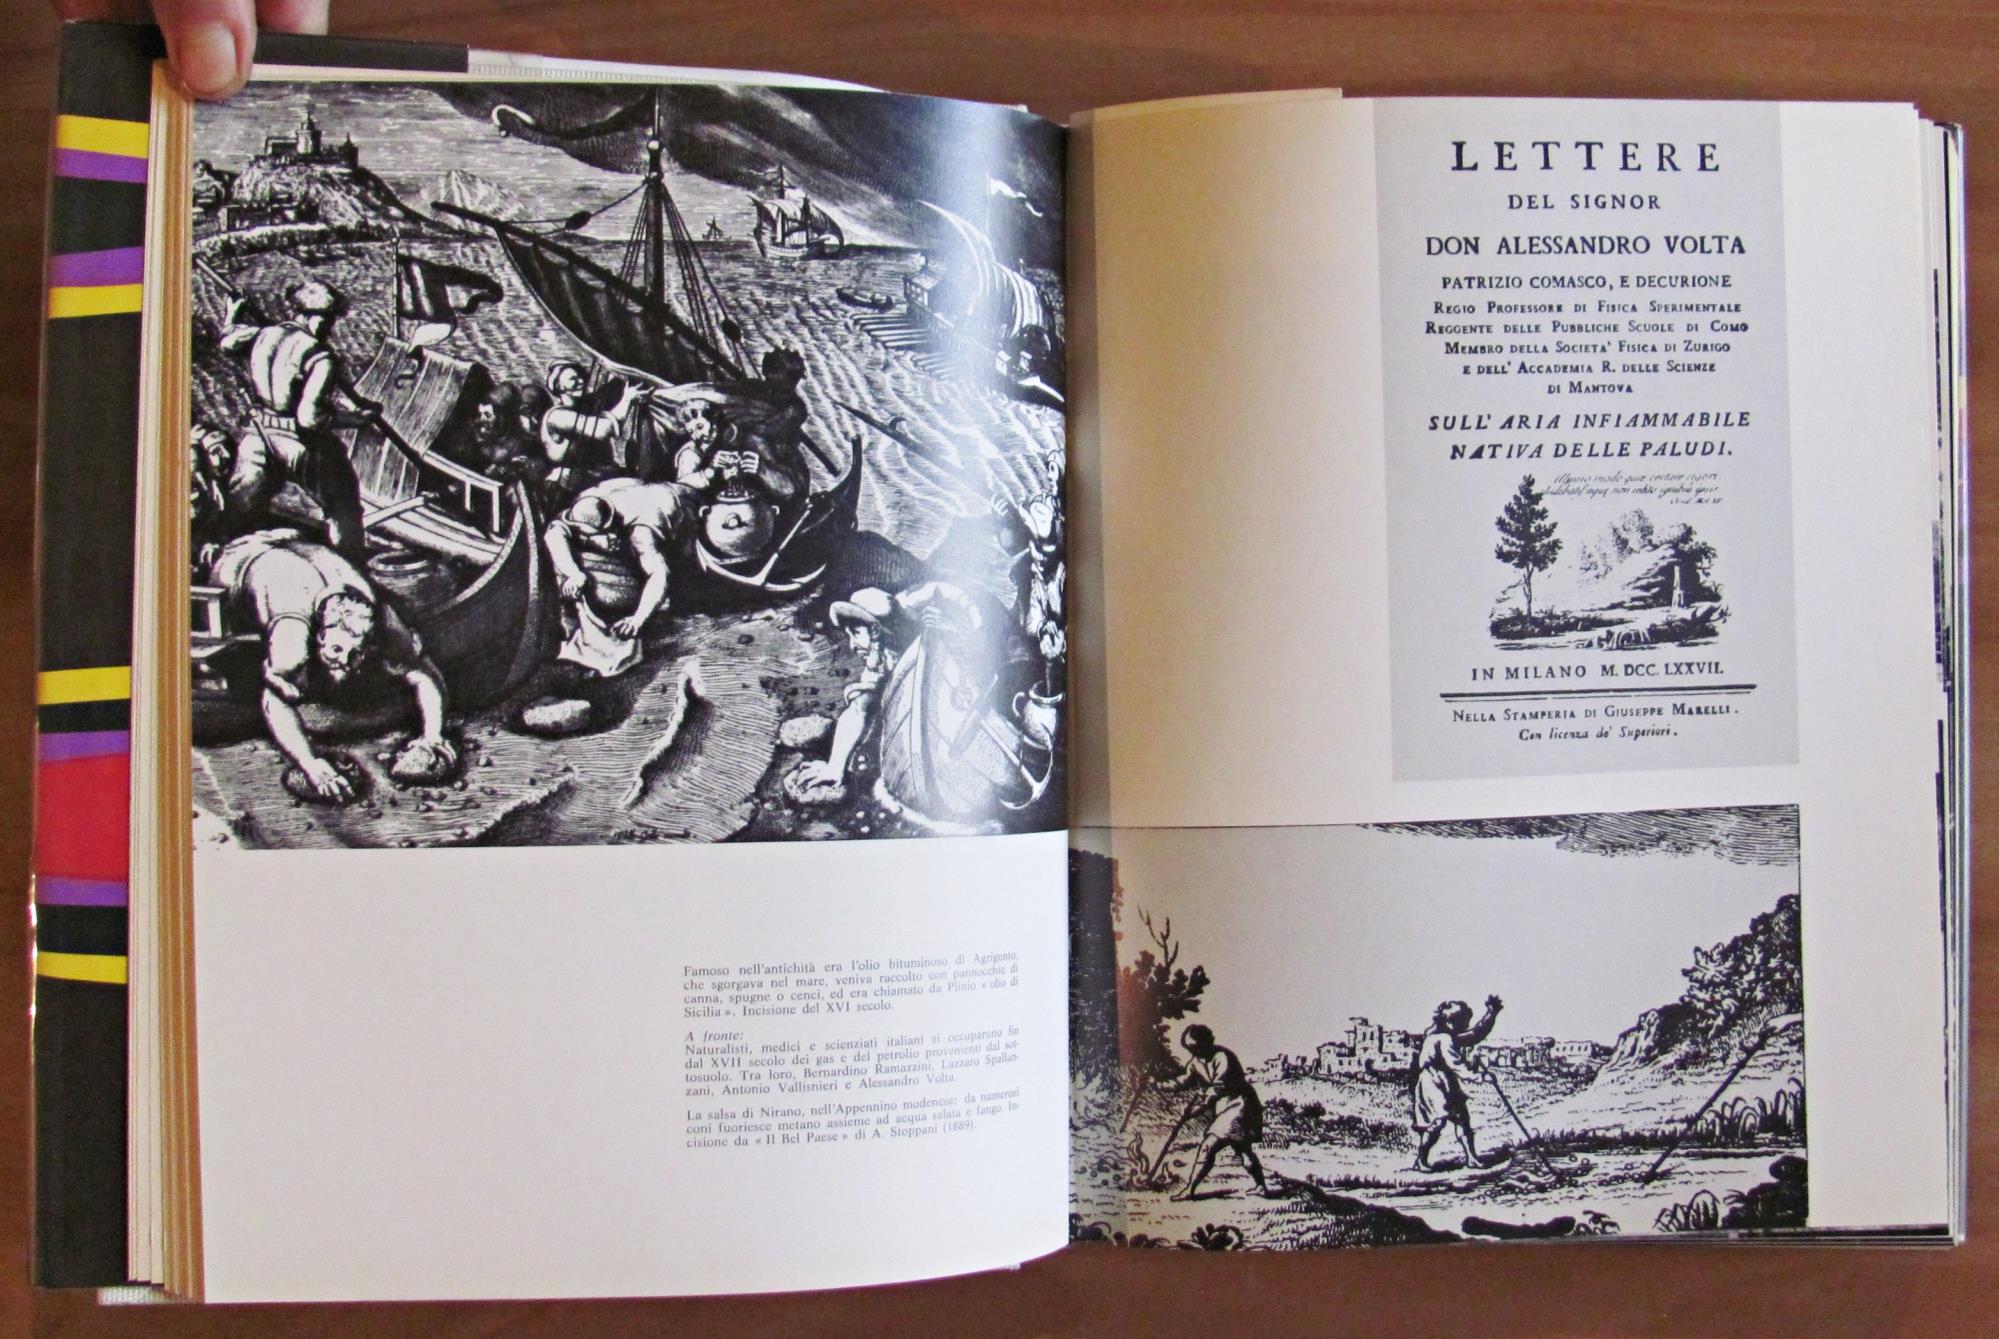 Famoso nell'antichità era l'olio bituminoso di Agrigento,
che sgorgava nel mare, veniva raccolto con pannocchie di
canna, spugne o cenci, ed era chiamato da Plinio « olio di
Sicilia ». Incisione del XVI secolo.
A fronte:
Naturalisti, medici e scienziati italiani si occuparono fin
dal XVII secolo dei gas e del petrolio provenienti dal sot-
tosuolo. Tra loro, Bernardino Ramazzini, Lazzaro Spallan-
zani, Antonio Vallisnieri e Alessandro Volta.
La salsa di Nirano, nell'Appennino modenese: da numerosi
coni fuoriesce metano assieme ad acqua salata e fango. In-
cisione da « Il Bel Paese » di A. Stoppani (1889).
LETTERE
DEL SIGNOR
DON ALESSANDRO VOLTA
PATRIZIO COMASCO, E DECURIONE
REGIO PROFESSORE DI FISICA SPERIMENTALE
REGGENTE DELLE PUBBLICHE SCUOLE DI COMO
MEMBRO DELLA SOCIETA' FISICA DI ZURIGO
E DELL' ACCADEMIA R. DELLE SCIENZE
DI MANTOVA
SULL' ARIA INFIAMMABILE
NATIVA DELLE PALUDI.
IN MILANO M. DCC. LXXVII.
NELLA STAMPERIA DI GIUSEPPE MARELLI.
Con licenza de' Superiori.